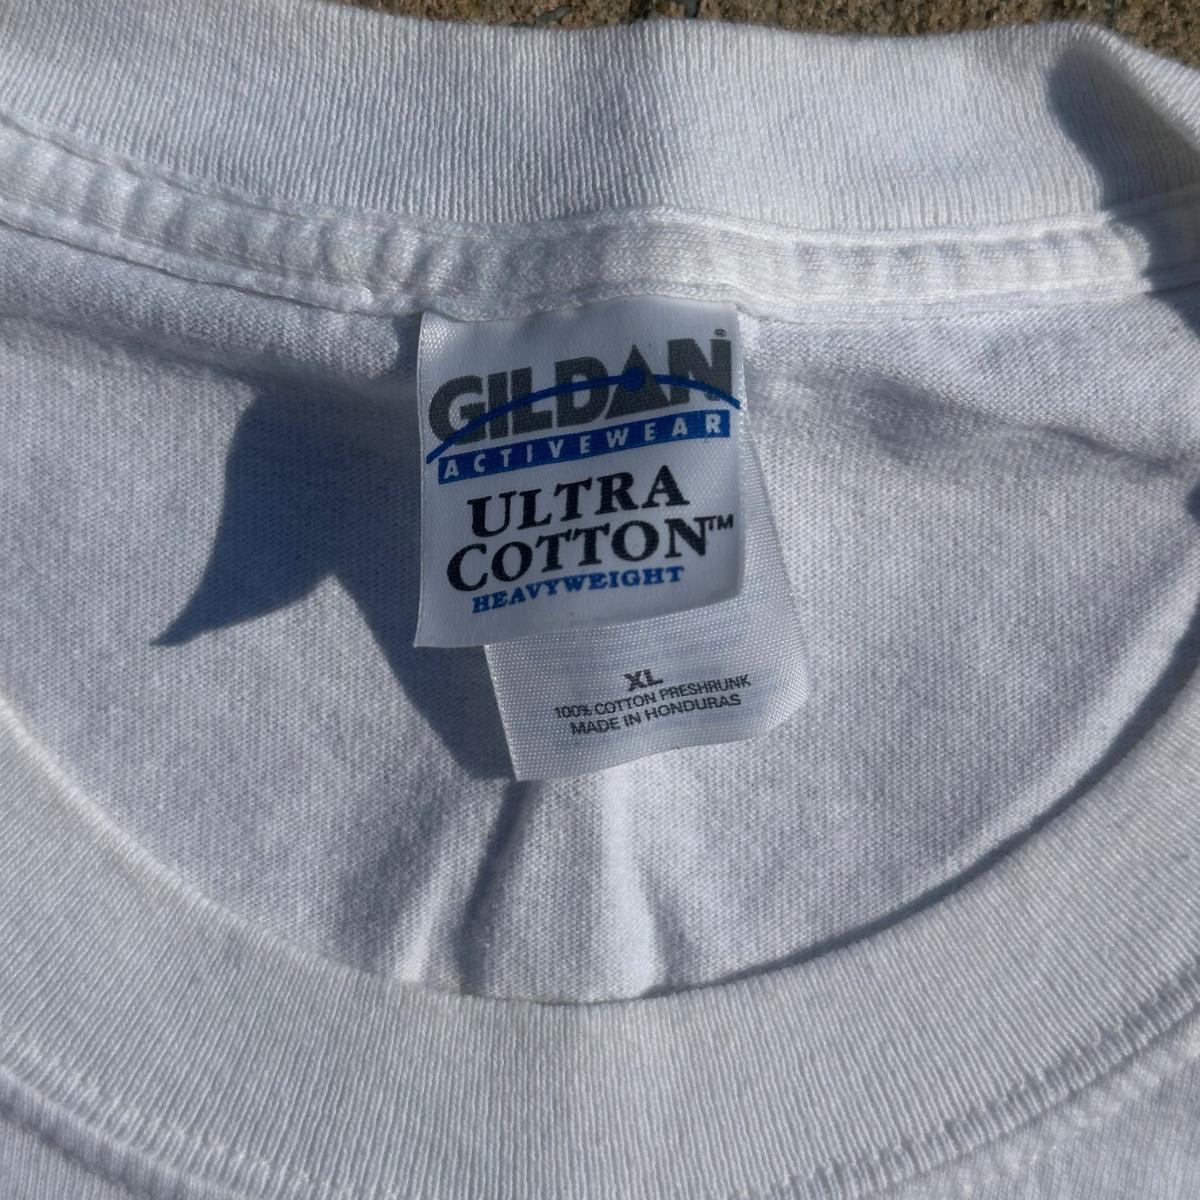 GILDAN®
ACTIVEWEAR
ULTRA
COTTON™
HEAVYWEIGHT
XL
100% COTTON PRESHRUNK
MADE IN HONDURAS